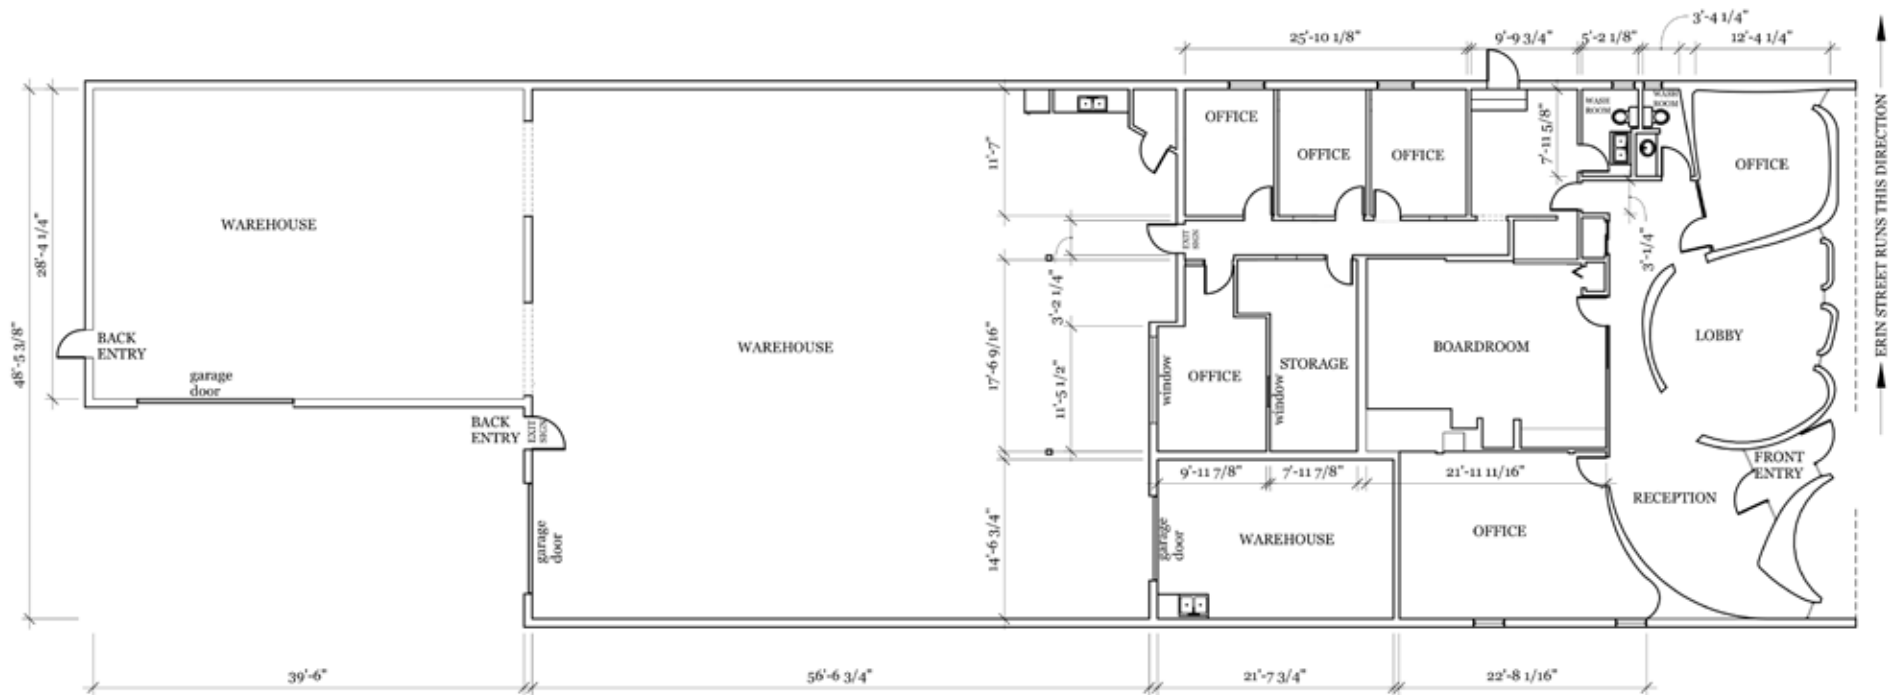 3'-4 1/4"
25'-10 1/8"
9'-9 3/4"
5'-2 1/8"
12'-4 1/4"
ERIN STREET RUNS THIS DIRECTION
WASH
ROOM
WASH
ROOM
OFFICE
OFFICE
OFFICE
OFFICE
7'-11 5/8"
11'-7"
WAREHOUSE
28'-4 1/4"
48'-5 3/8"
EXIT
SIGN
3'-1/4"
3'-2 1/4"
BACK
ENTRY
WAREHOUSE
17'-6 9/16"
11'-5 1/2"
window
OFFICE
STORAGE
window
BOARDROOM
LOBBY
garage
door
BACK
ENTRY
EXIT
SIGN
9'-11 7/8"
7'-11 7/8"
21'-11 11/16"
FRONT
ENTRY
RECEPTION
garage
door
14'-6 3/4"
garage
door
WAREHOUSE
OFFICE
39'-6"
56'-6 3/4"
21'-7 3/4"
22'-8 1/16"